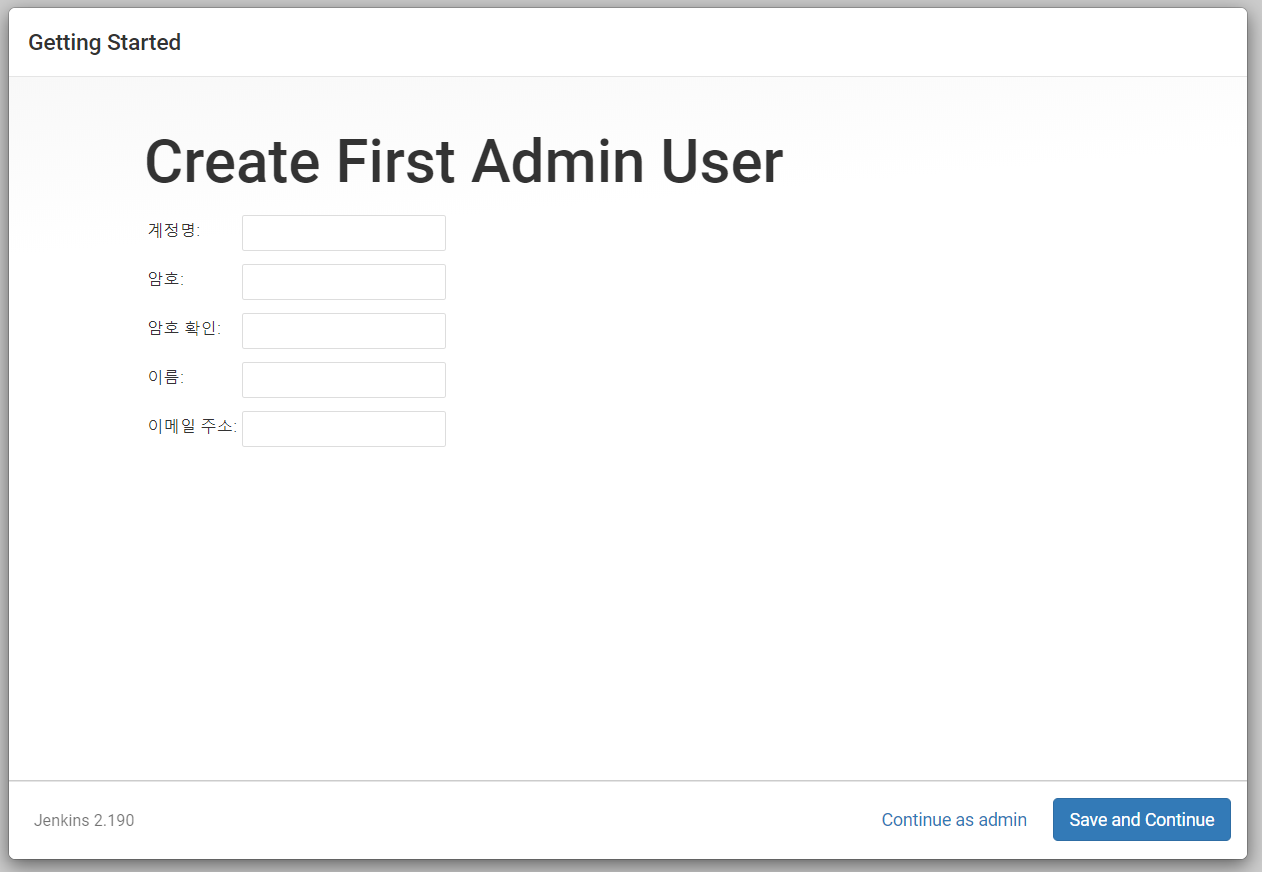 Getting Started
Create First Admin User
계정명:
암호:
암호 확인:
이름:
이메일 주소:
Jenkins 2.190
Continue as admin
Save and Continue